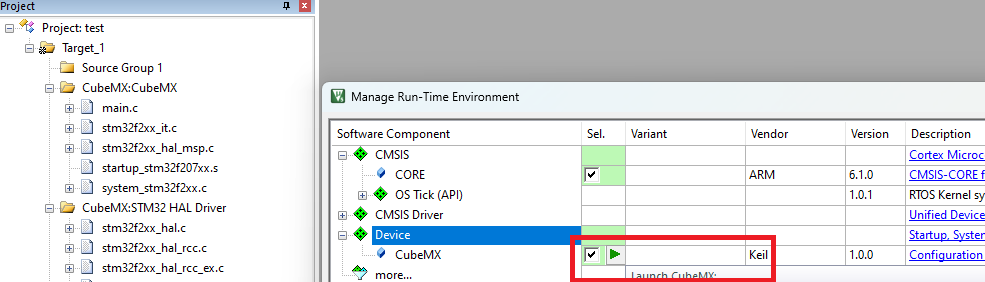 Project
Project: test
Target_1
Source Group 1
CubeMX:CubeMX
main.c
stm32f2xx_it.c
stm32f2xx_hal_msp.c
startup_stm32f207xx.s
system_stm32f2xx.c
CubeMX:STM32 HAL Driver
stm32f2xx_hal.c
stm32f2xx_hal_rcc.c
stm32f2xx_hal_rcc_ex.c
Manage Run-Time Environment
Software Component Sel. Variant Vendor Version Description
CMSIS Cortex Microc
CORE ARM 6.1.0 CMSIS-CORE f
OS Tick (API) 1.0.1 RTOS Kernel sy
CMSIS Driver Unified Device
Device Startup, System
CubeMX Keil 1.0.0 Configuration
more... Launch CubeMX: